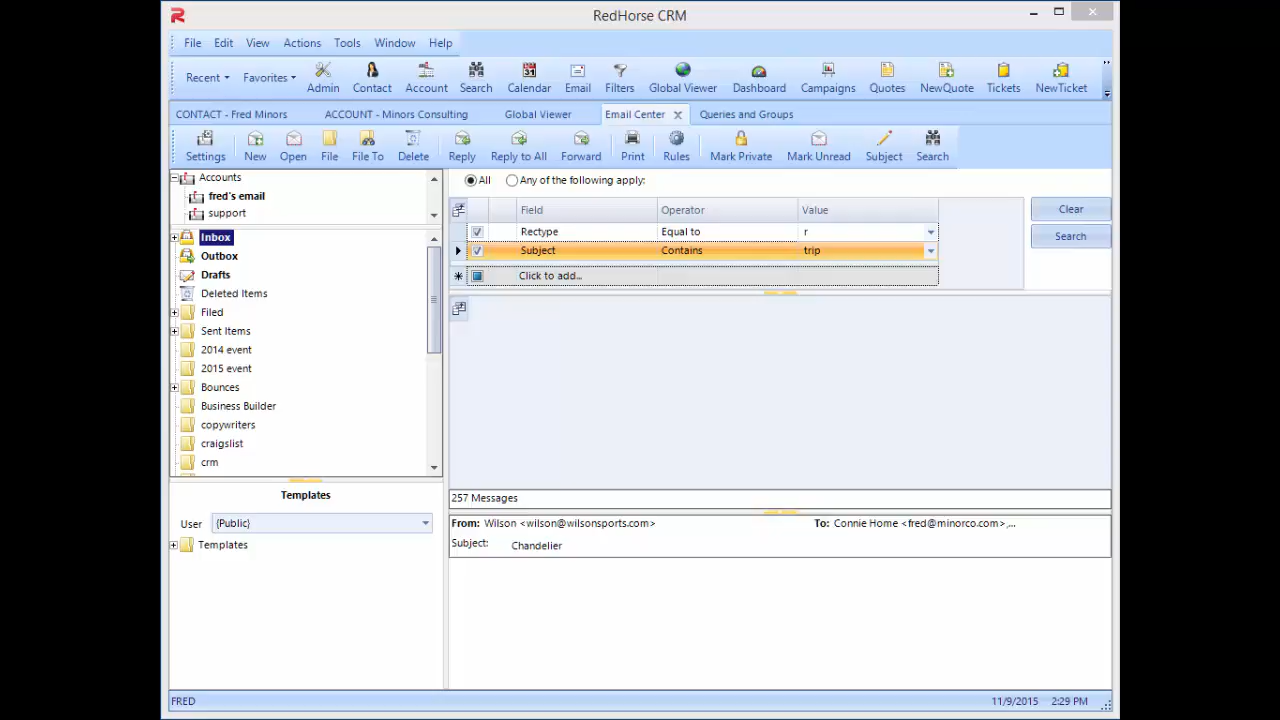 RedHorse CRM
File Edit View Actions Tools Window Help
Recent Favorites Admin Contact Account Search Calendar Email Filters Global Viewer Dashboard Campaigns Quotes NewQuote Tickets NewTicket
CONTACT - Fred Minors ACCOUNT - Minors Consulting Global Viewer Email Center Queries and Groups
Settings New Open File File To Delete Reply Reply to All Forward Print Rules Mark Private Mark Unread Subject Search
Accounts
fred's email
support
Inbox
Outbox
Drafts
Deleted Items
Filed
Sent Items
2014 event
2015 event
Bounces
Business Builder
copywriters
craigslist
crm
Templates
User {Public}
Templates
All Any of the following apply:
Field Operator Value
Rectype Equal to r
Subject Contains trip
Click to add...
Clear
Search
257 Messages
From: Wilson <wilson@wilsonsports.com> To: Connie Home <fred@minorco.com>,...
Subject: Chandelier
FRED 11/9/2015 2:29 PM